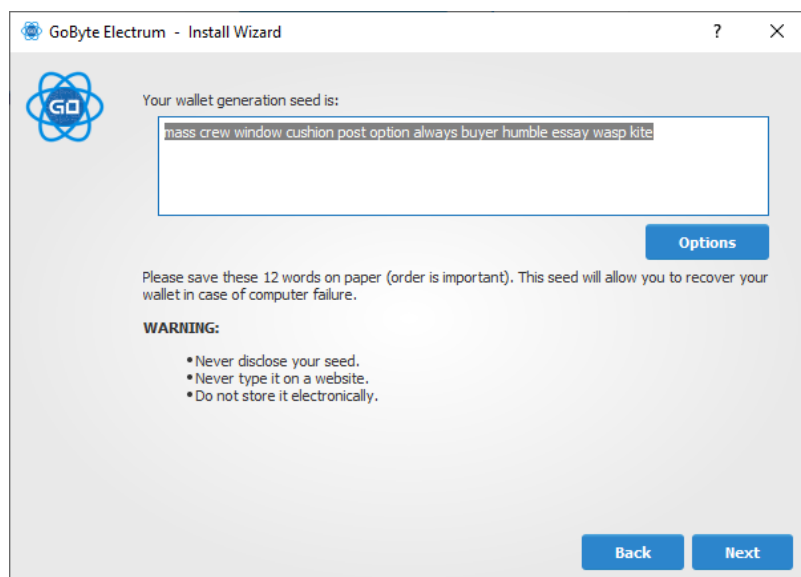 GoByte Electrum - Install Wizard
? ✕
GO
Your wallet generation seed is:
mass crew window cushion post option always buyer humble essay wasp kite
Options
Please save these 12 words on paper (order is important). This seed will allow you to recover your
wallet in case of computer failure.
WARNING:
• Never disclose your seed.
• Never type it on a website.
• Do not store it electronically.
Back Next